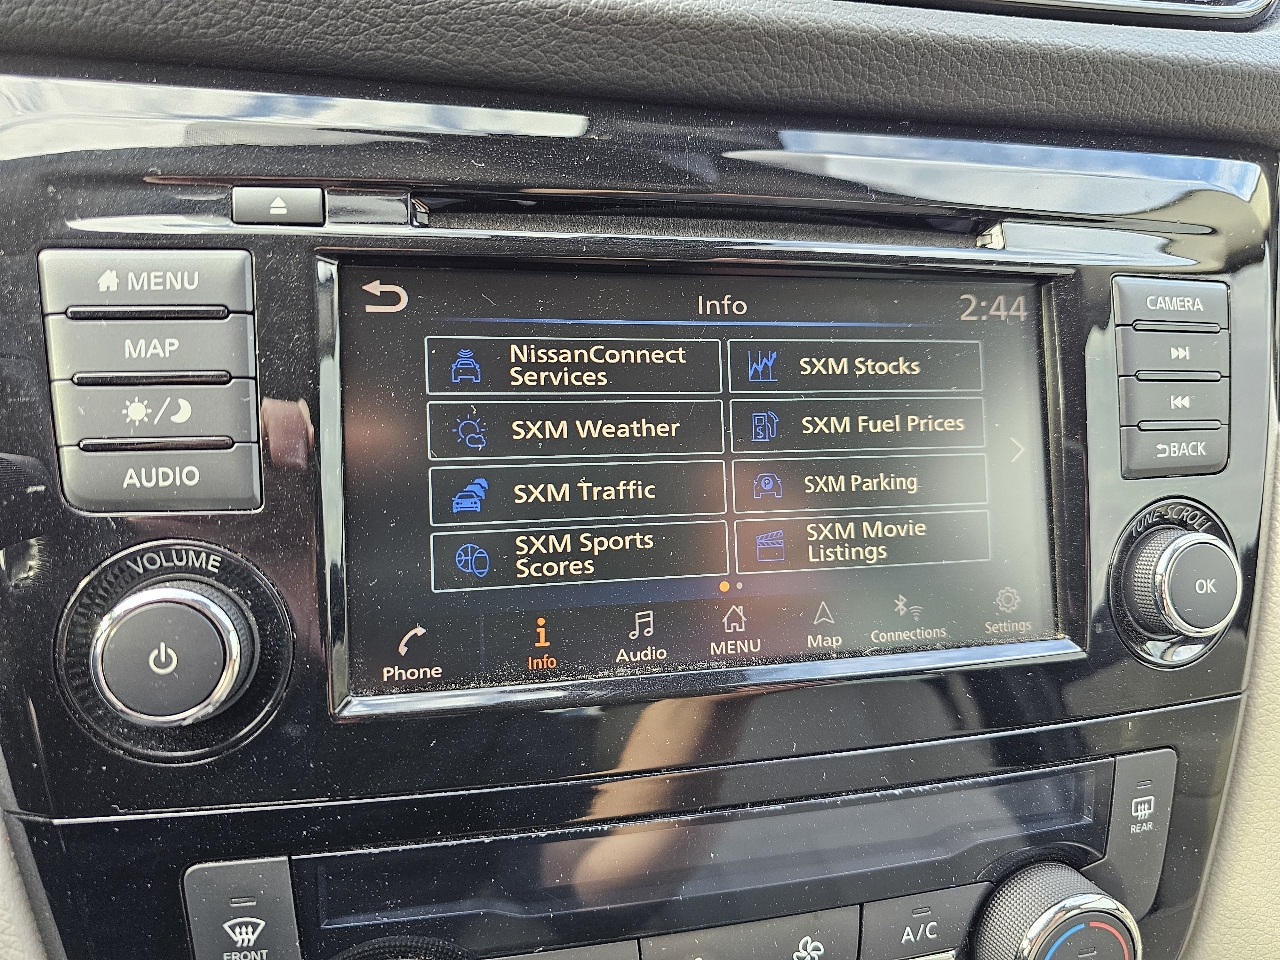 MENU
MAP
AUDIO
VOLUME
Info
2:44
NissanConnect
Services
SXM Stocks
SXM Weather
SXM Fuel Prices
SXM Traffic
SXM Parking
SXM Sports
Scores
SXM Movie
Listings
Phone
Info
Audio
MENU
Map
Connections
Settings
CAMERA
BACK
TUNE·SCROLL
OK
REAR
FRONT
A/C